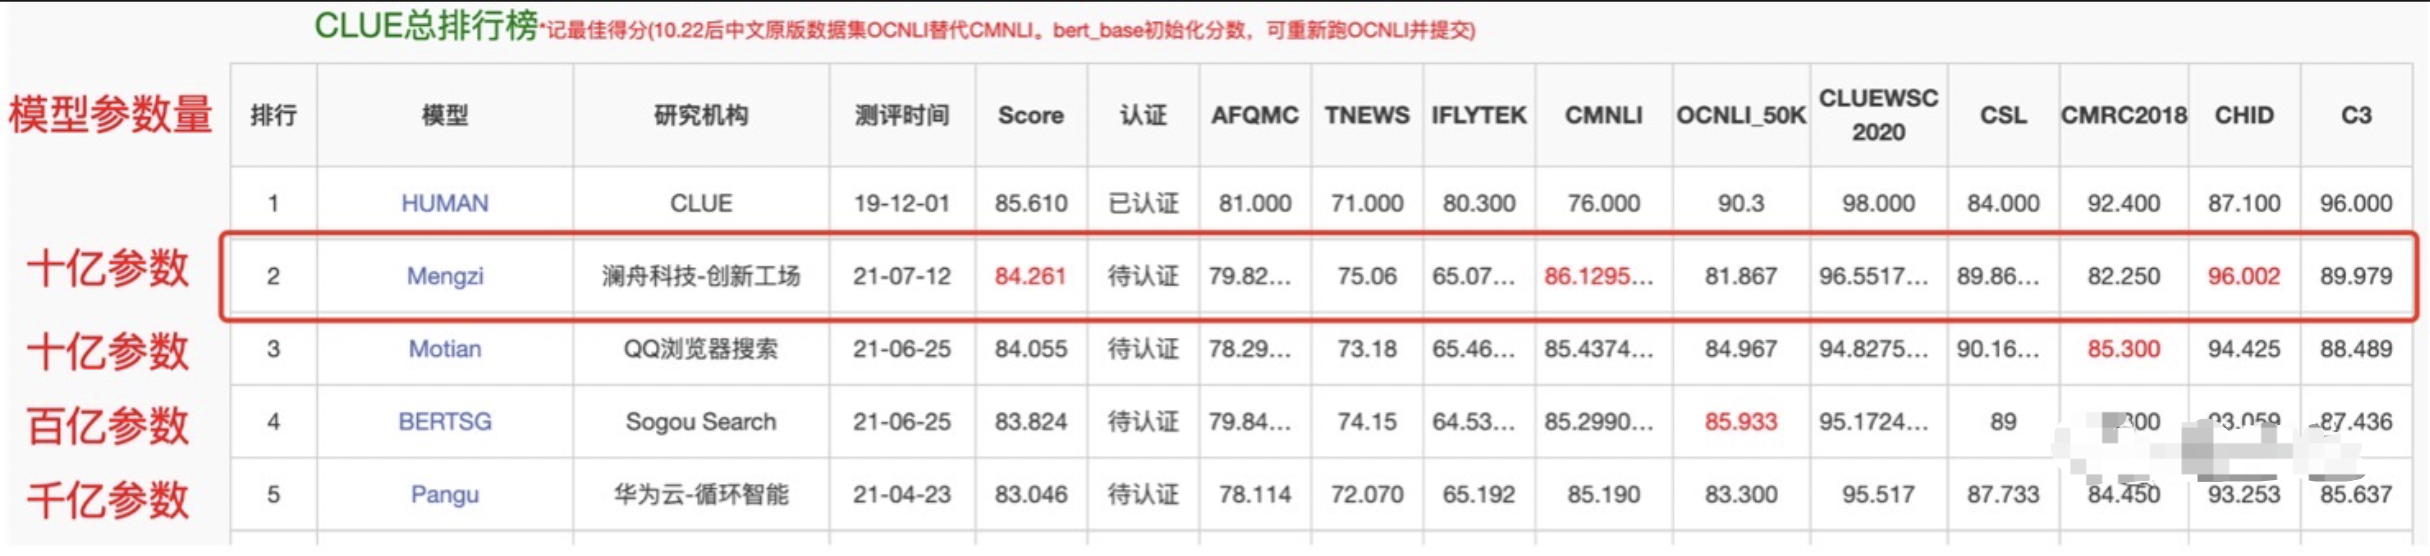 CLUE总排行榜*记最佳得分(10.22后中文原版数据集OCNLI替代CMNLI。bert_base初始化分数，可重新跑OCNLI并提交)
模型参数量 排行 模型 研究机构 测评时间 Score 认证 AFQMC TNEWS IFLYTEK CMNLI OCNLI_50K CLUEWSC 2020 CSL CMRC2018 CHID C3
1 HUMAN CLUE 19-12-01 85.610 已认证 81.000 71.000 80.300 76.000 90.3 98.000 84.000 92.400 87.100 96.000
十亿参数 2 Mengzi 澜舟科技-创新工场 21-07-12 84.261 待认证 79.82... 75.06 65.07... 86.1295... 81.867 96.5517... 89.86... 82.250 96.002 89.979
十亿参数 3 Motian QQ浏览器搜索 21-06-25 84.055 待认证 78.29... 73.18 65.46... 85.4374... 84.967 94.8275... 90.16... 85.300 94.425 88.489
百亿参数 4 BERTSG Sogou Search 21-06-25 83.824 待认证 79.84... 74.15 64.53... 85.2990... 85.933 95.1724... 89 93.059 87.436
千亿参数 5 Pangu 华为云-循环智能 21-04-23 83.046 待认证 78.114 72.070 65.192 85.190 83.300 95.517 87.733 84.450 93.253 85.637